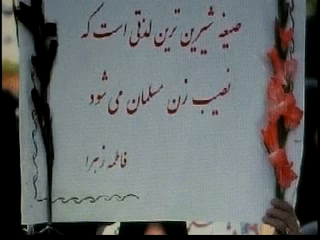 صیغه شیرین ترین لذتی است که
نصیب زن مسلمان می شود
فاطمه زهرا